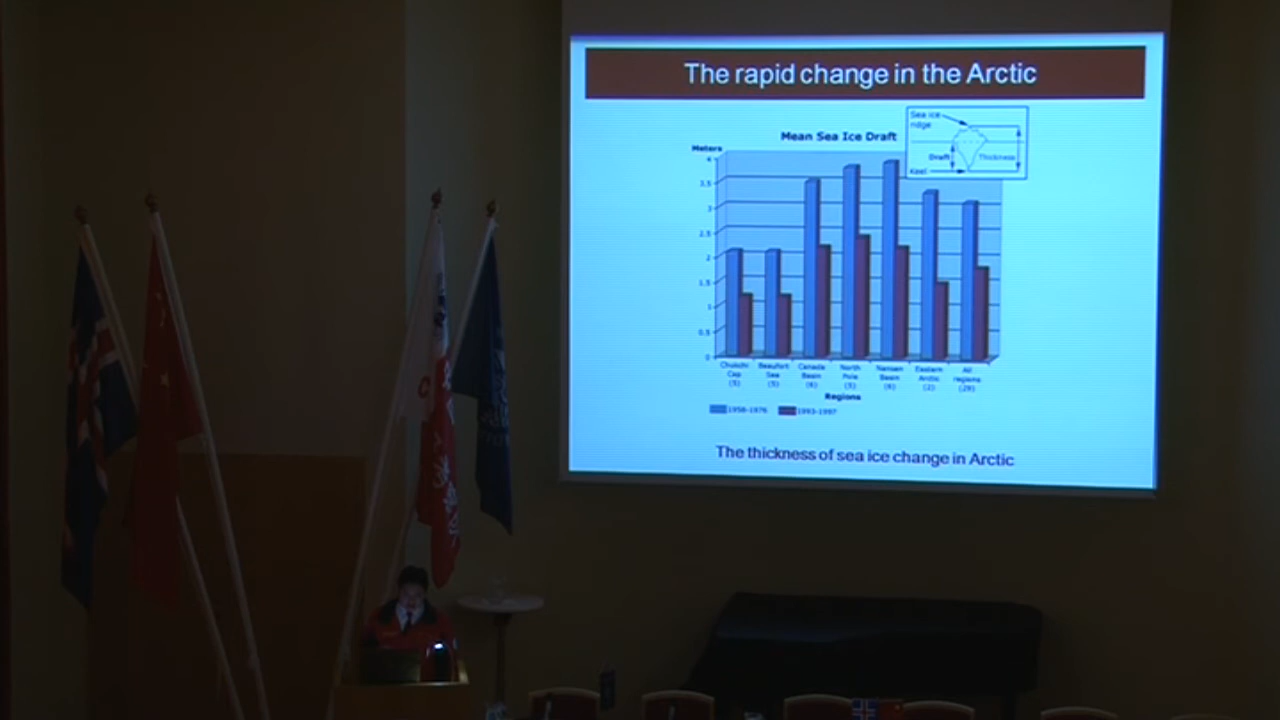 The rapid change in the Arctic
Mean Sea Ice Draft
Sea ice
ridge
Draft
Thickness
Keel
Meters
4
3.5
3
2.5
2
1.5
1
0.5
0
Chukchi
Cap
(5)
Beaufort
Sea
(5)
Canada
Basin
(6)
North
Pole
(5)
Nansen
Basin
(6)
Eastern
Arctic
(2)
All
regions
(29)
Regions
1958-1976 1993-1997
The thickness of sea ice change in Arctic